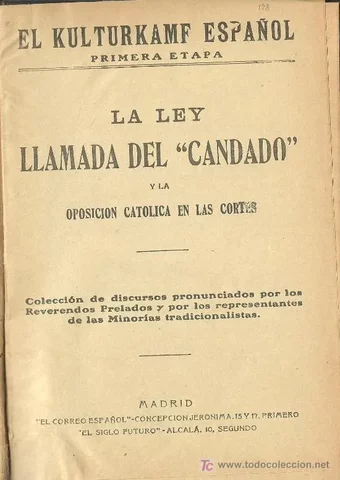 128
EL KULTURKAMF ESPAÑOL
PRIMERA ETAPA
LA LEY
LLAMADA DEL "CANDADO"
Y LA
OPOSICION CATOLICA EN LAS CORTES
Colección de discursos pronunciados por los
Reverendos Prelados y por los representantes
de las Minorías tradicionalistas.
MADRID
"EL CORREO ESPAÑOL"-CONCEPCION JERONIMA, 15 Y 17, PRIMERO
"EL SIGLO FUTURO"-ALCALÁ, 10, SEGUNDO
TC www.todocoleccion.net